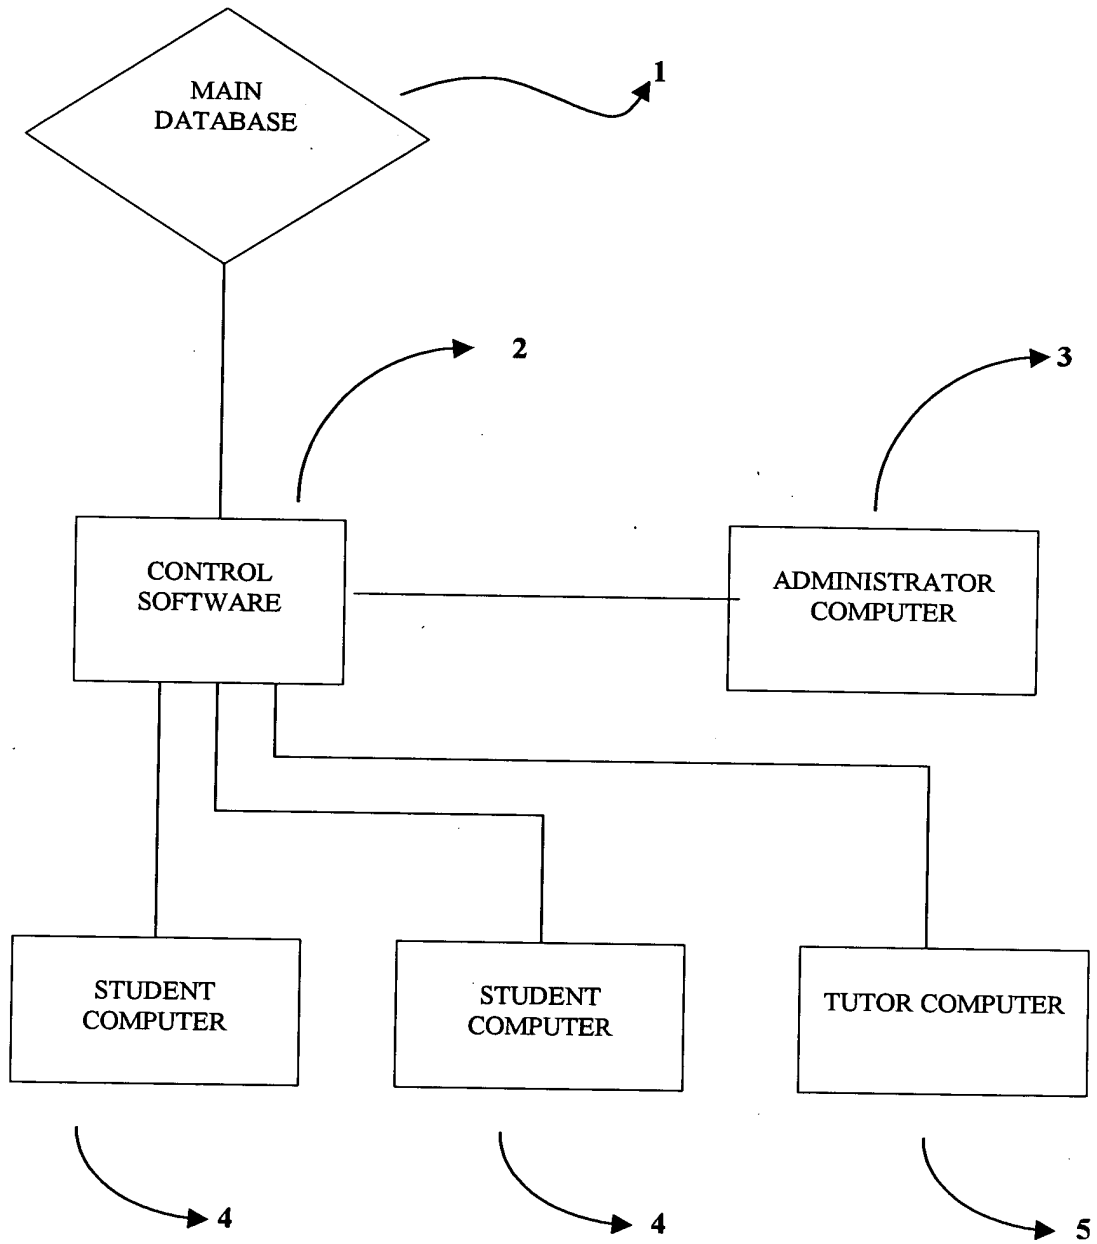 MAIN
DATABASE
1
2
3
CONTROL
SOFTWARE
ADMINISTRATOR
COMPUTER
STUDENT
COMPUTER
STUDENT
COMPUTER
TUTOR COMPUTER
4
4
5